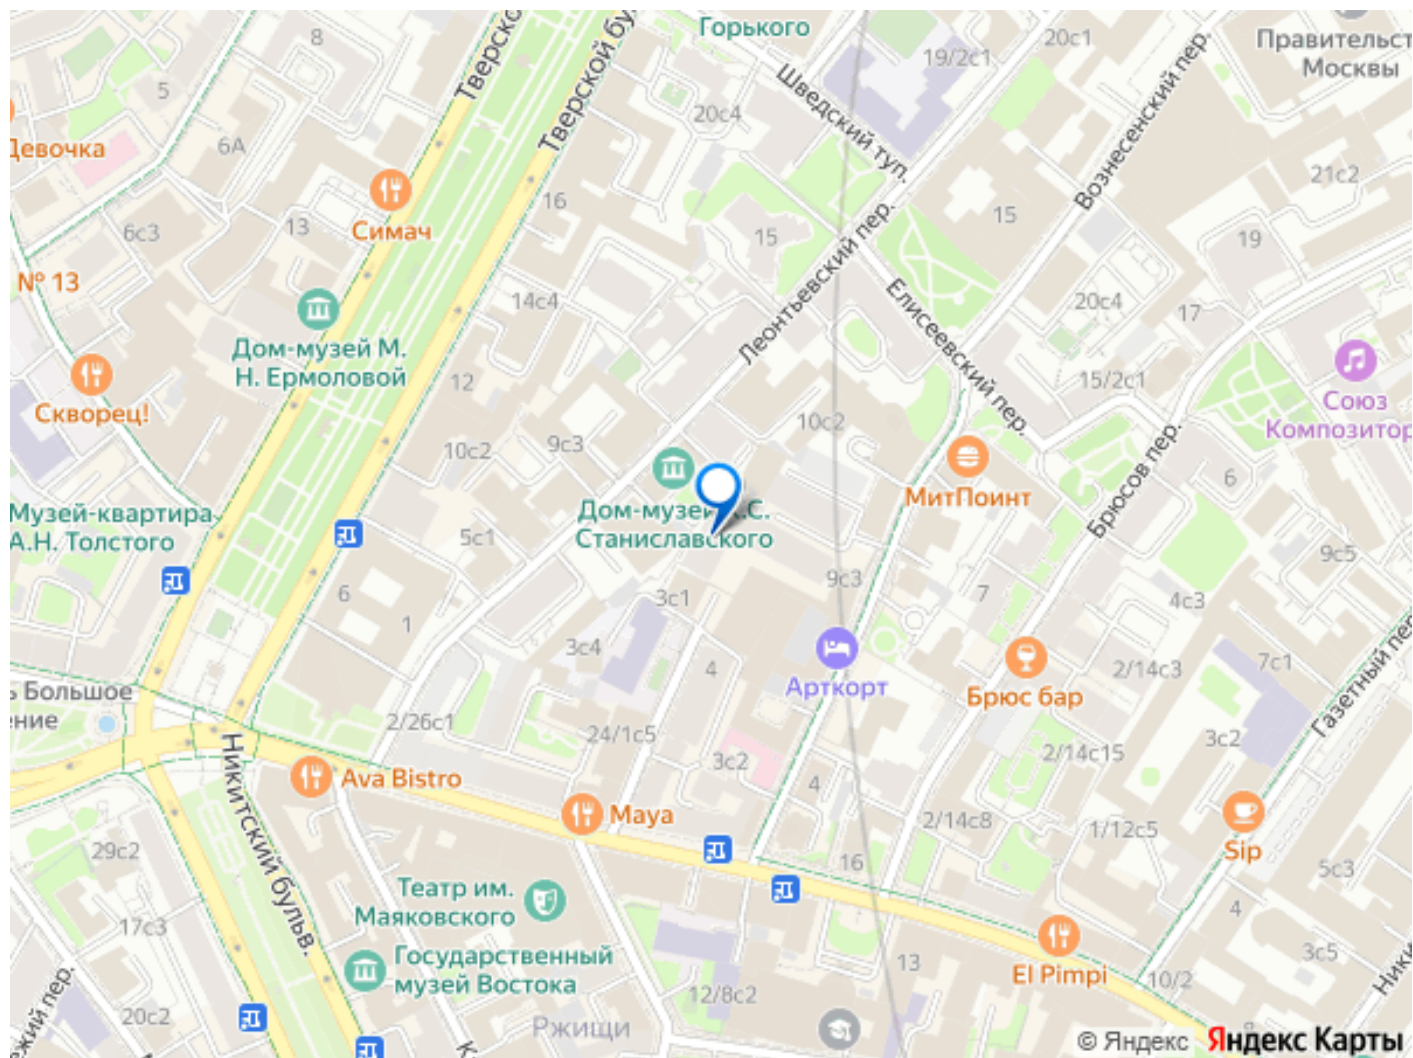 Горького
Тверско
Тверской бу
8
5
6А
Девочка
6с3
13
Симач
№ 13
16
20с4
Шведский туп.
19/2с1
20с1
Правительст
Москвы
Вознесенский пер.
21с2
15
15
19
Леонтьевский пер.
14с4
Дом-музей М.
Н. Ермоловой
12
Скворец!
Елисеевский пер.
20с4
17
15/2с1
Союз
Композитор
10с2
9с3
10с2
МитПоинт
Брюсов пер.
6
Музей-квартира
А.Н. Толстого
Дом-музей К.С.
Станиславского
5с1
9с5
9с3
7
4с3
6
1
3с1
3с4
4
Арткорт
Брюс бар
2/14с3
7с1
Газетный пер
ь Большое
ение
2/26с1
24/1с5
3с2
3с2
2/14с15
4
Никитский бульв.
Ava Bistro
Maya
2/14с8
1/12с5
Sip
29с2
16
5с3
Театр им.
Маяковского
17с3
4
Государственный
музей Востока
El Pimpi
13
10/2
3с5
Ники
12/8с2
20с2
ежий пер.
Ржищи
К
© Яндекс Яндекс Карты